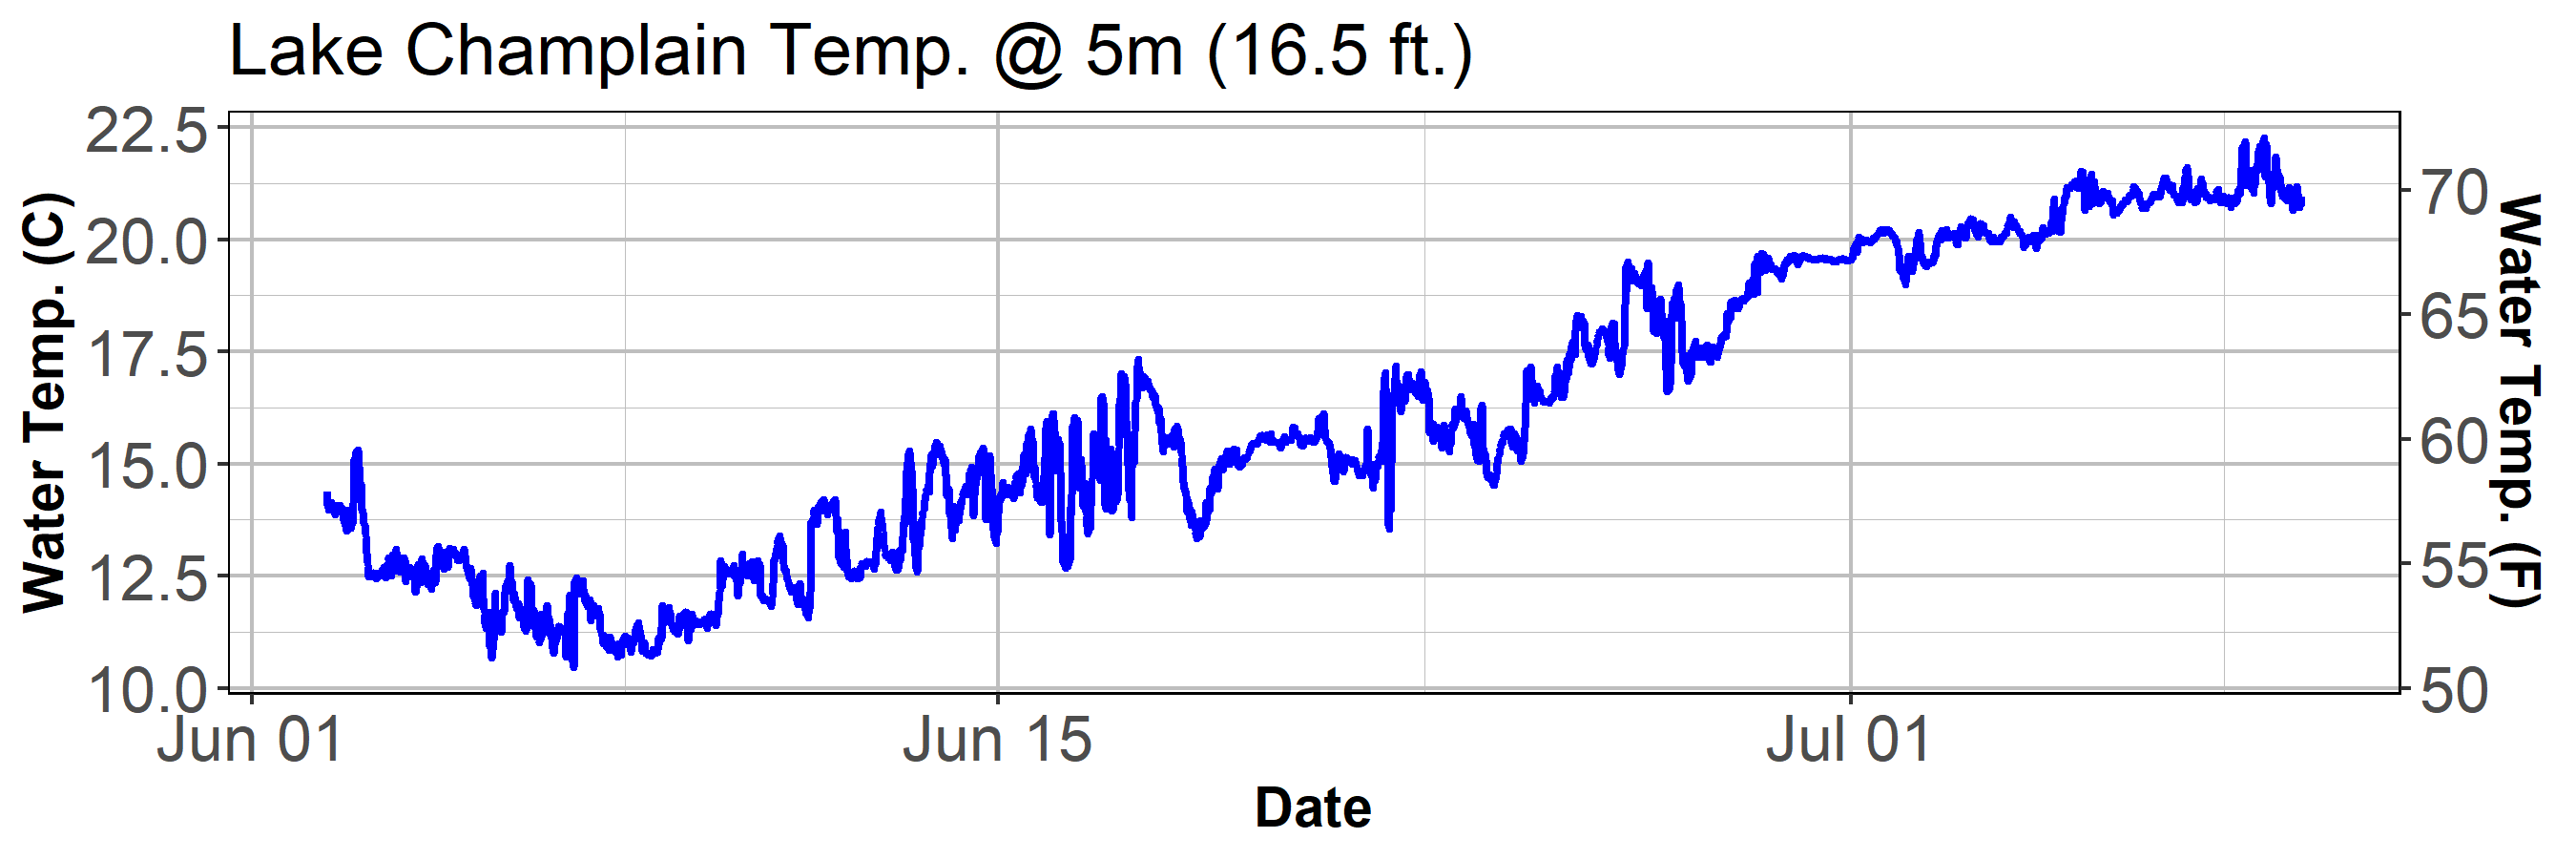 Lake Champlain Temp. @ 5m (16.5 ft.)
Water Temp. (C)
22.5
20.0
17.5
15.0
12.5
10.0
70
65
60
55
50
Water Temp. (F)
Jun 01
Jun 15
Jul 01
Date